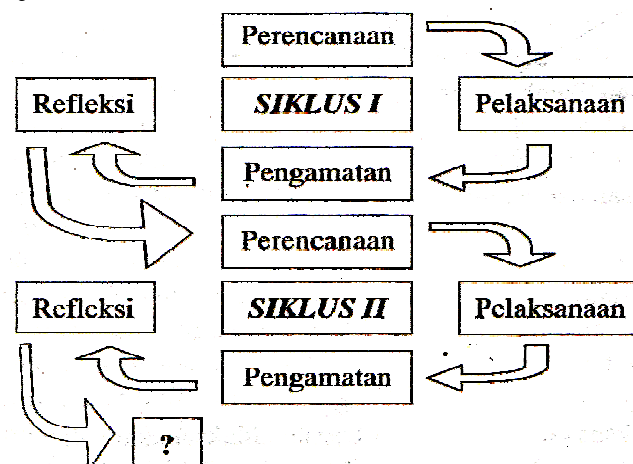 Perencanaan
Refleksi
SIKLUS I
Pelaksanaan
Pengamatan
Perencanaan
Refleksi
SIKLUS II
Pelaksanaan
Pengamatan
?